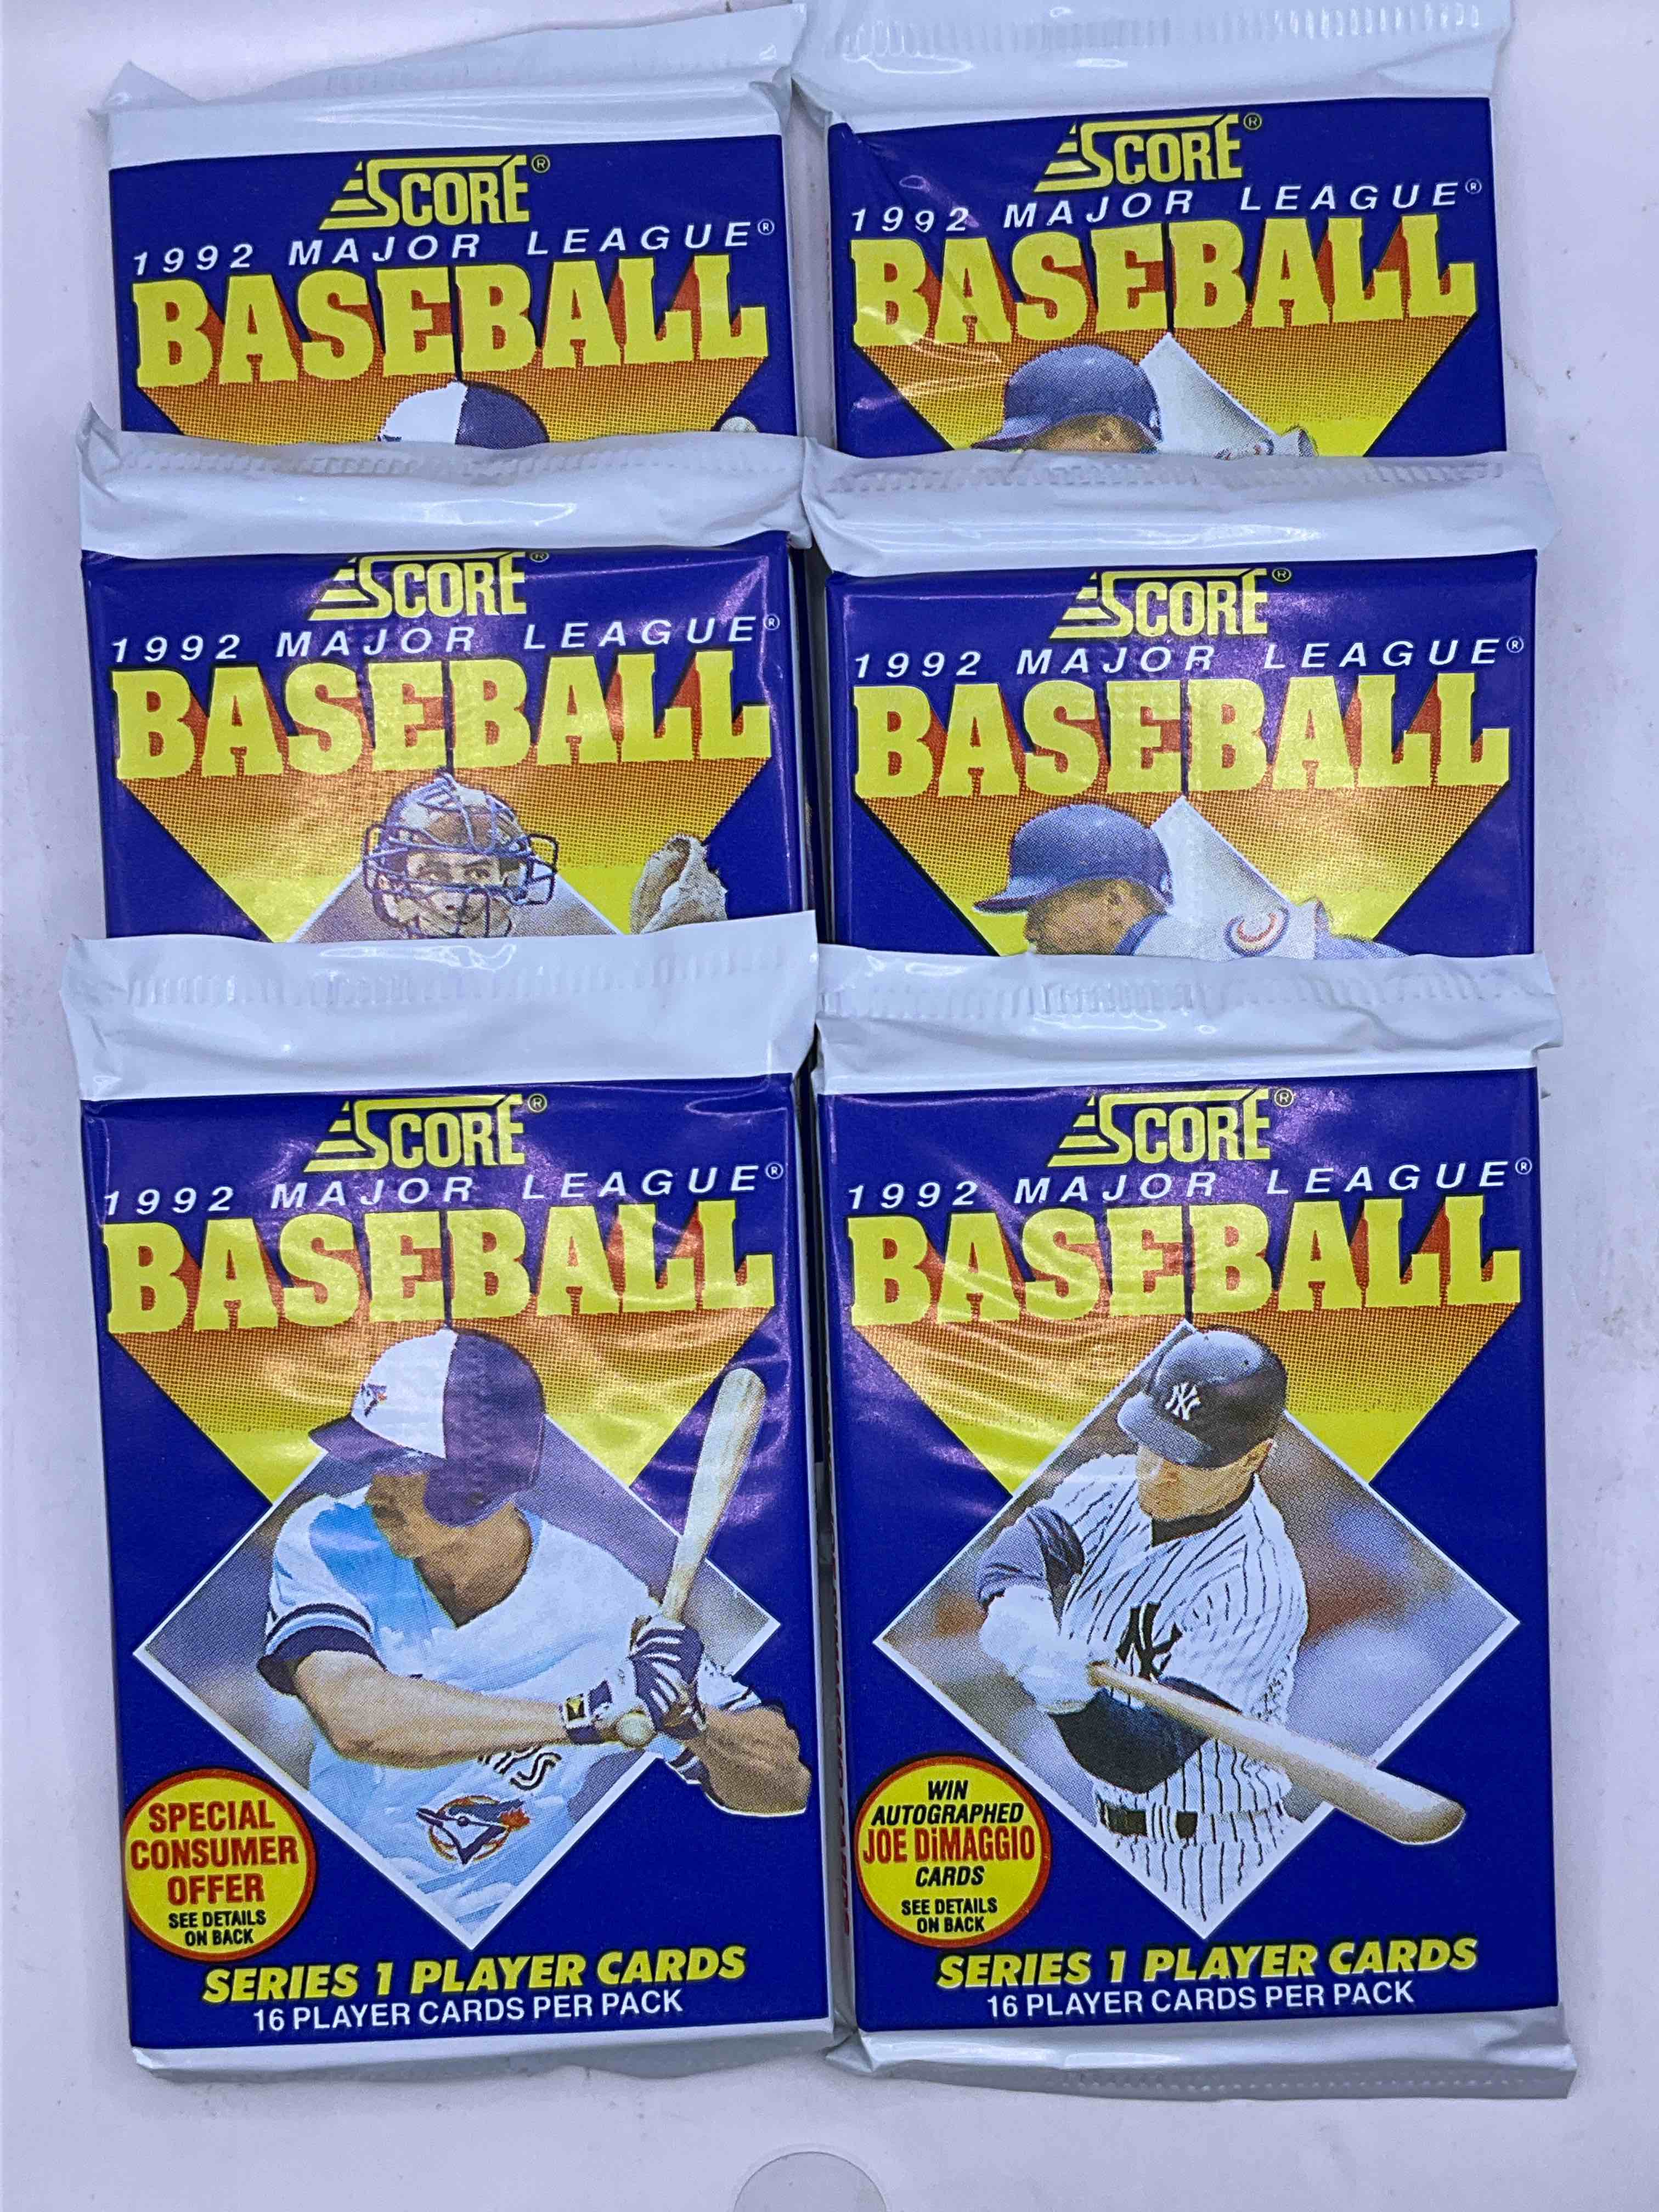 SCORE®
1992 MAJOR LEAGUE®
BASEBALL
SCORE®
1992 MAJOR LEAGUE®
BASEBALL
SCORE®
1992 MAJOR LEAGUE®
BASEBALL
SCORE®
1992 MAJOR LEAGUE®
BASEBALL
C
SCORE®
1992 MAJOR LEAGUE®
BASEBALL
SPECIAL
CONSUMER
OFFER
SEE DETAILS
ON BACK
SERIES 1 PLAYER CARDS
16 PLAYER CARDS PER PACK
SCORE®
1992 MAJOR LEAGUE®
BASEBALL
NY
NY
WIN
AUTOGRAPHED
JOE DiMAGGIO
CARDS
SEE DETAILS
ON BACK
SERIES 1 PLAYER CARDS
16 PLAYER CARDS PER PACK